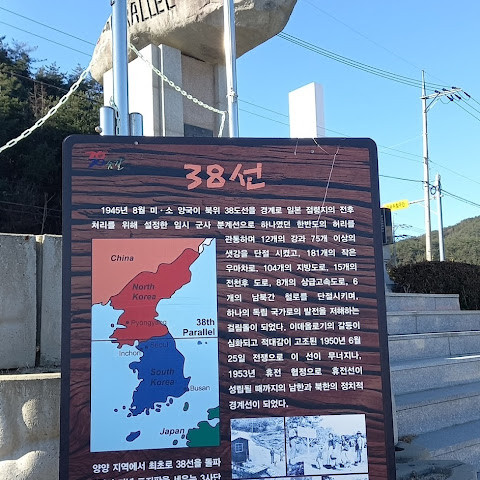 PARALLEL
38선
38선
1945년 8월 미·소 양국이 북위 38도선을 경계로 일본 점령지의 전후
처리를 위해 설정한 임시 군사 분계선으로 하나였던 한반도의 허리를
관통하며 12개의 강과 75개 이상의
샛강을 단절 시켰고, 181개의 작은
우마차로, 104개의 지방도로, 15개의
전천후 도로, 8개의 상급고속도로, 6
개의 남북간 철로를 단절시키며,
하나의 독립 국가로의 발전을 저해하는
걸림돌이 되었다. 이데올로기의 갈등이
심화되고 적대감이 고조된 1950년 6월
25일 전쟁으로 이 선이 무너지나,
1953년 휴전 협정으로 휴전선이
성립될 때까지의 남한과 북한의 정치적
경계선이 되었다.
China
North
Korea
Pyongyang
38th
Parallel
Seoul
Inchon
South
Korea
Busan
Japan
양양 지역에서 최초로 38선을 돌파
3사단